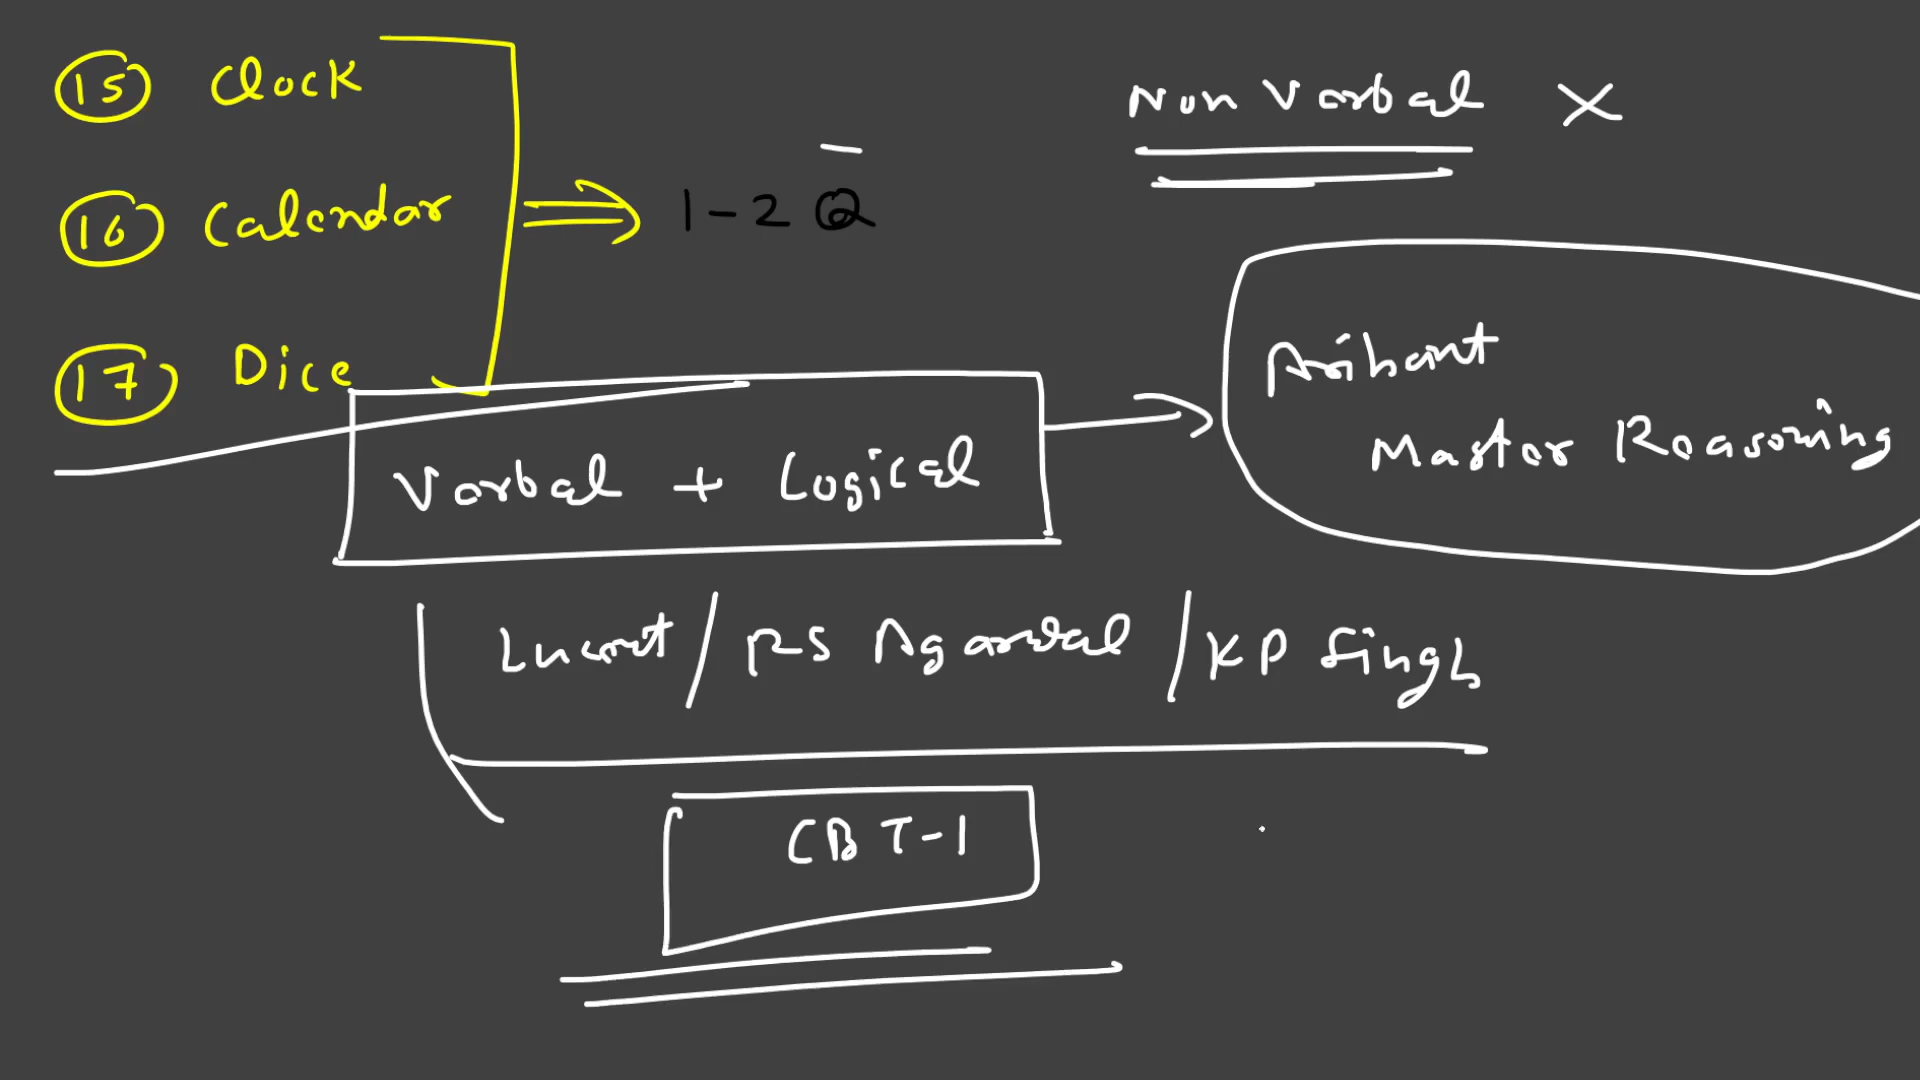 15 Clock
16 Calendar
17 Dice
1-2 Q
Non Verbal X
Verbal + Logical
Arihant
Master Reasoning
Lucent / RS Agarwal / KP Singh
CBT-1